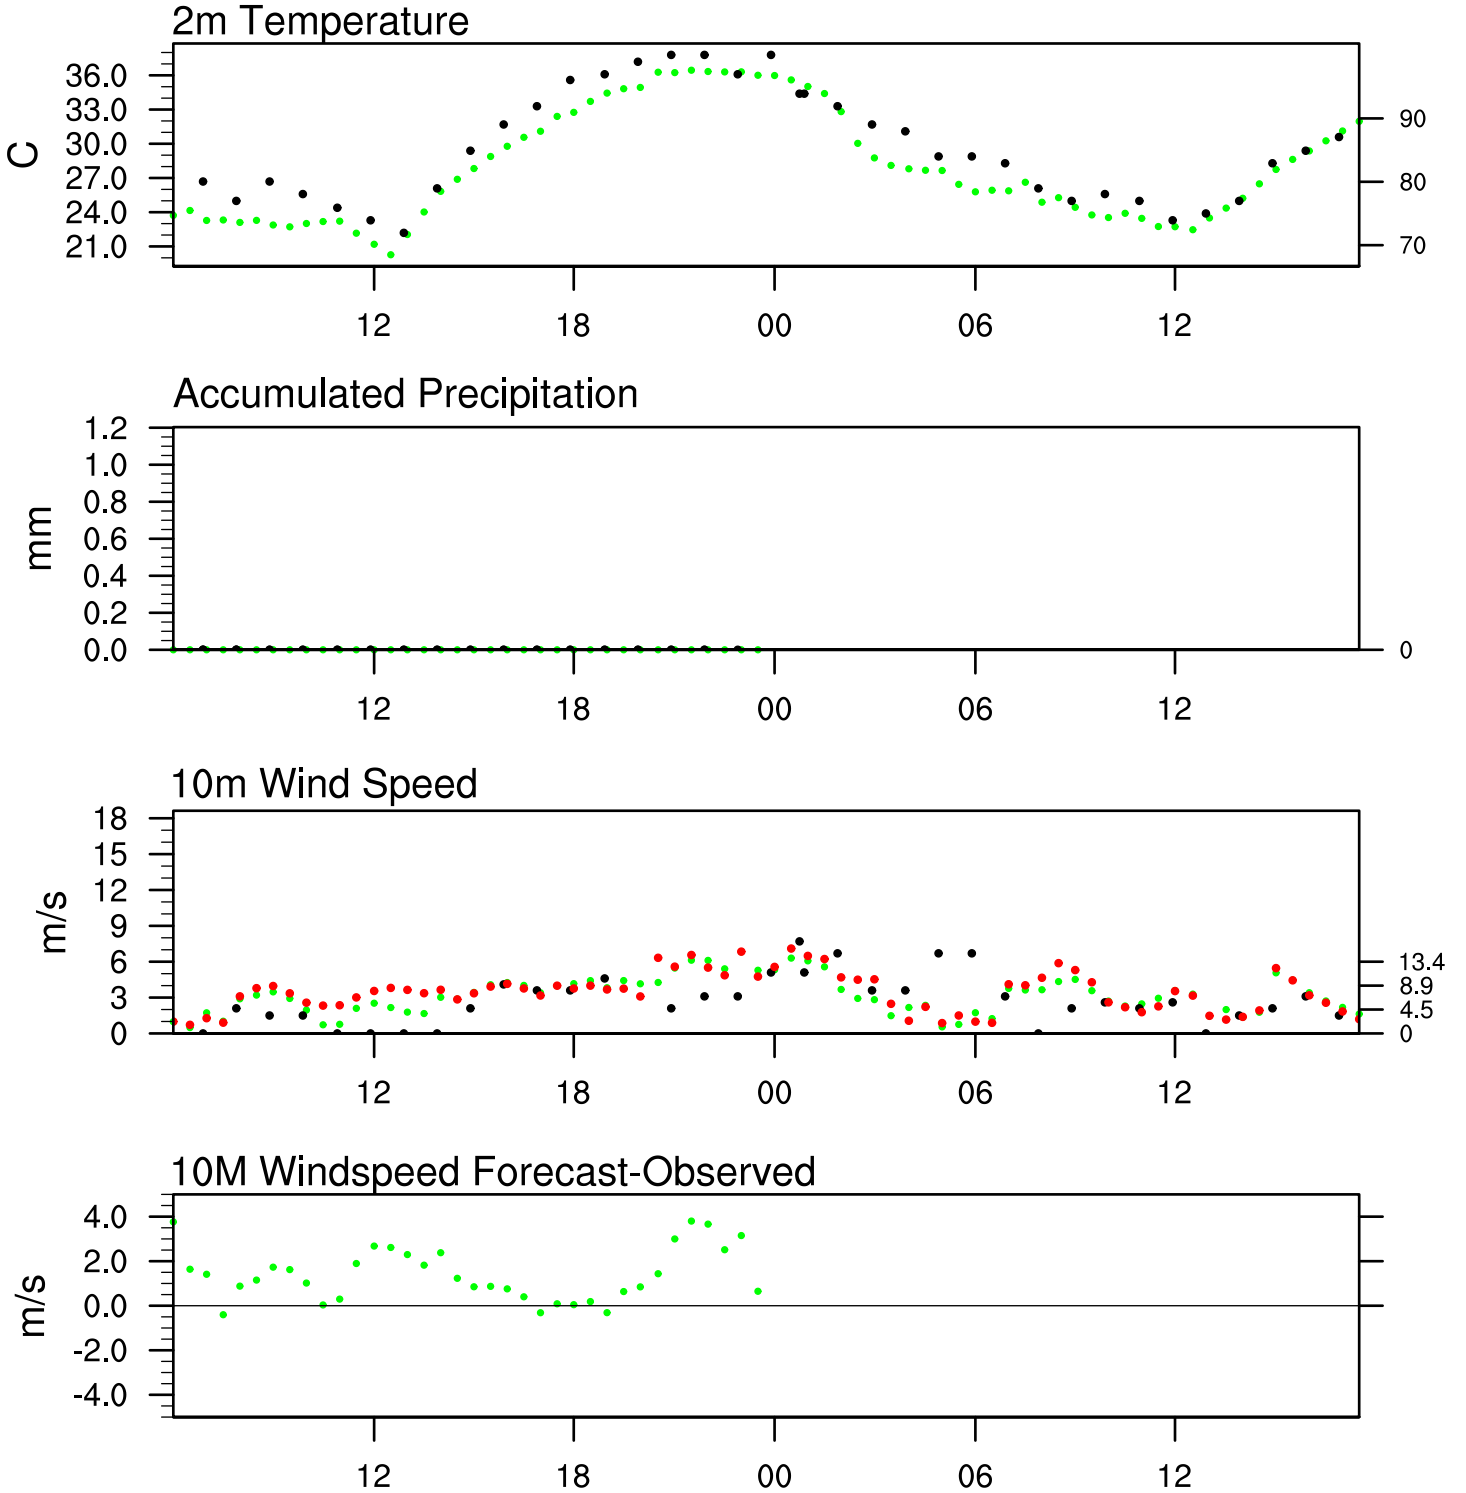 2m Temperature
36.0
33.0
30.0
27.0
24.0
21.0
C
90
80
70
12 18 00 06 12
Accumulated Precipitation
1.2
1.0
0.8
0.6
0.4
0.2
0.0
mm
0
12 18 00 06 12
10m Wind Speed
18
15
12
9
6
3
0
m/s
13.4
8.9
4.5
0
12 18 00 06 12
10M Windspeed Forecast-Observed
4.0
2.0
0.0
-2.0
-4.0
m/s
12 18 00 06 12